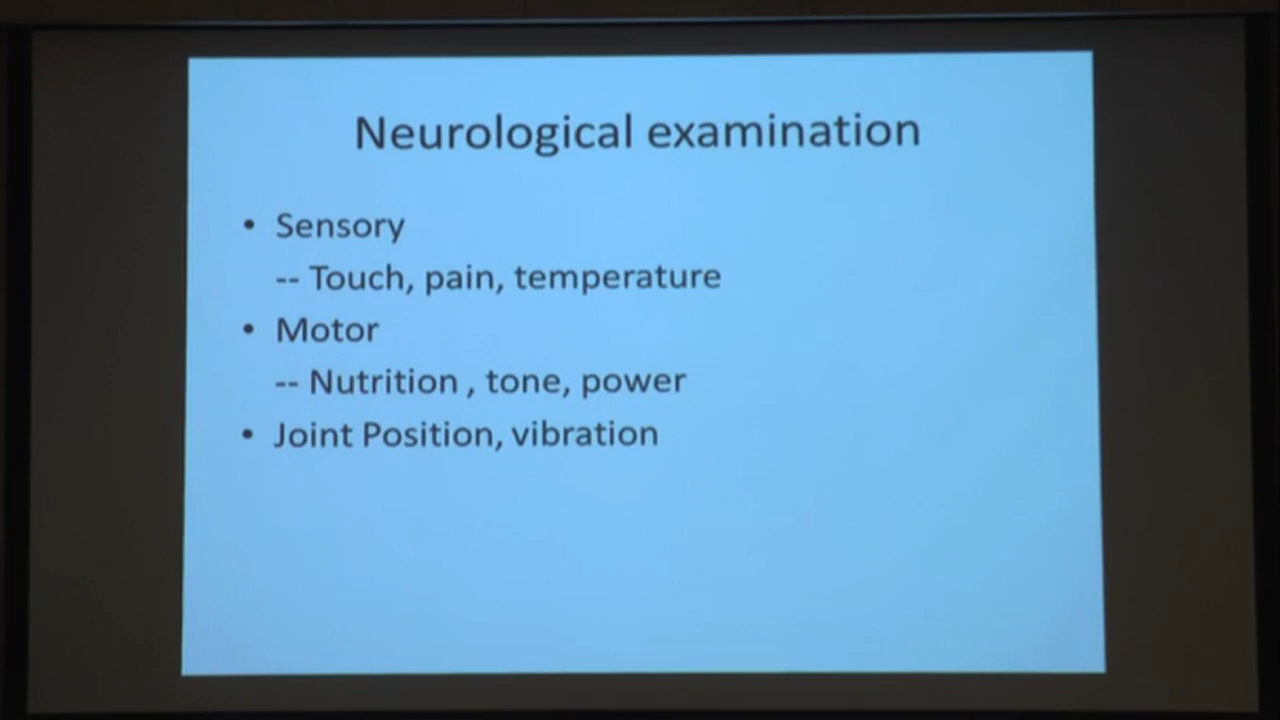 Neurological examination
• Sensory
-- Touch, pain, temperature
• Motor
-- Nutrition , tone, power
• Joint Position, vibration